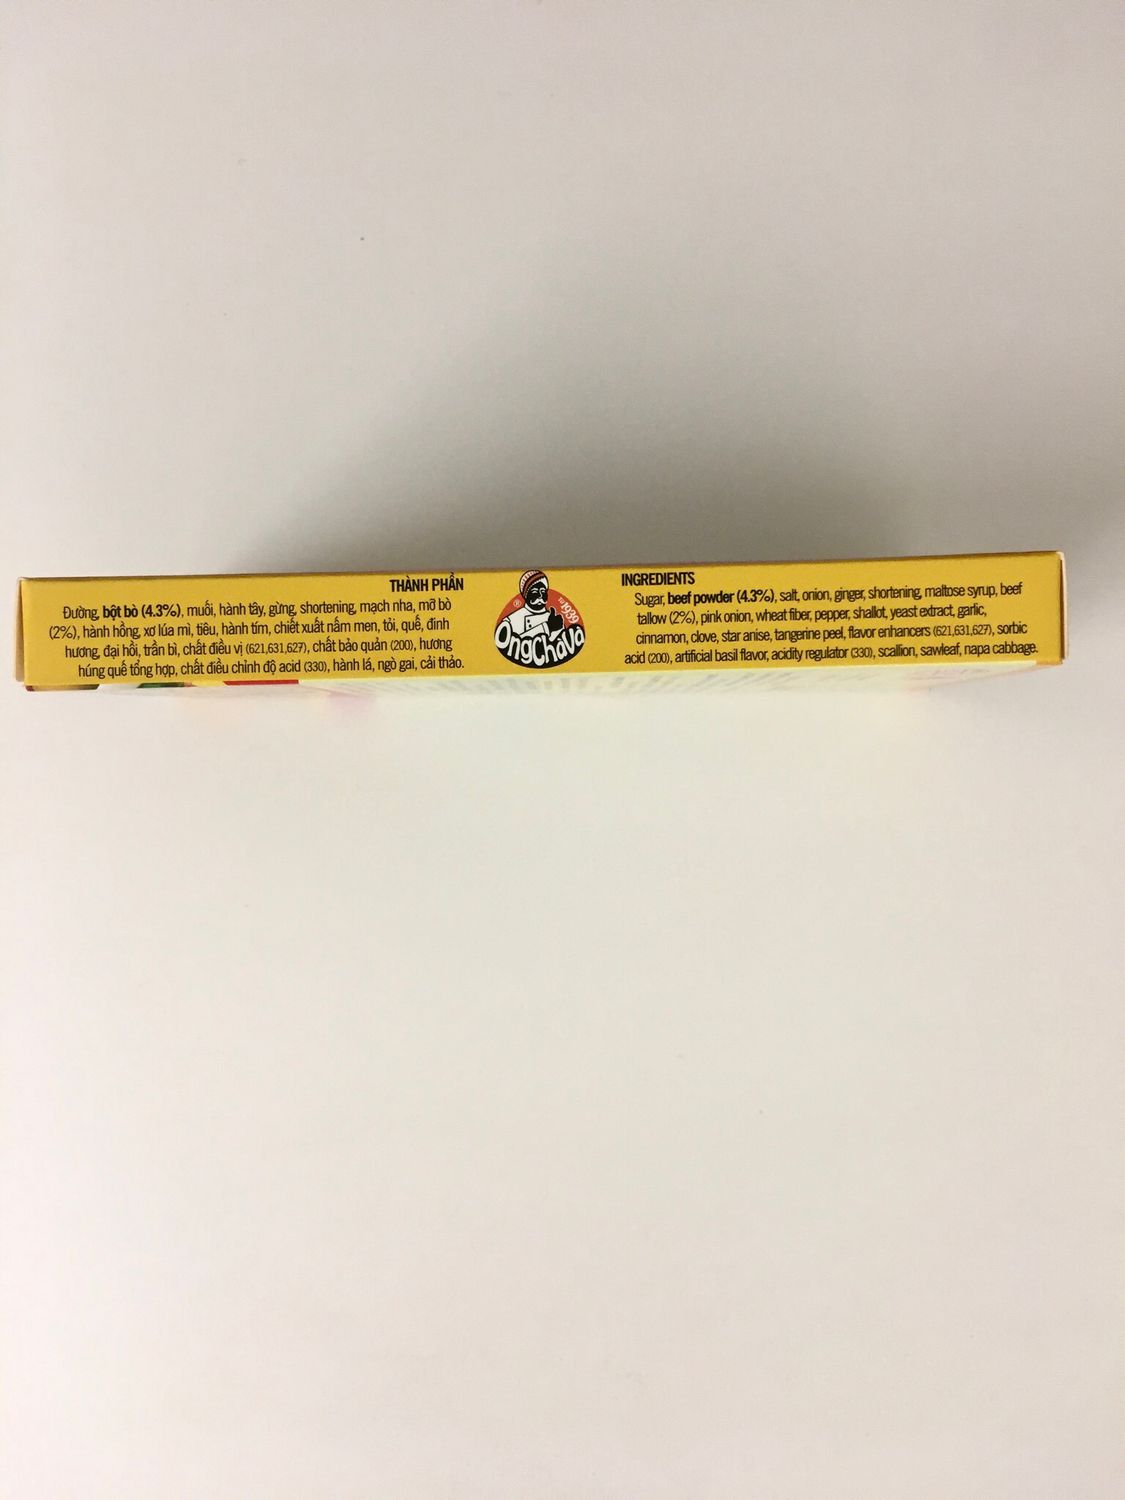 THÀNH PHẦN
Đường, bột bò (4.3%), muối, hành tây, gừng, shortening, mạch nha, mỡ bò
(2%), hành hồng, xơ lúa mì, tiêu, hành tím, chiết xuất nấm men, tỏi, quế, đinh
hương, đại hồi, trần bì, chất điều vị (621,631,627), chất bảo quản (200), hương
húng quế tổng hợp, chất điều chỉnh độ acid (330), hành lá, ngò gai, cải thảo.
® 1939
ÔngChàVà
INGREDIENTS
Sugar, beef powder (4.3%), salt, onion, ginger, shortening, maltose syrup, beef
tallow (2%), pink onion, wheat fiber, pepper, shallot, yeast extract, garlic,
cinnamon, clove, star anise, tangerine peel, flavor enhancers (621,631,627), sorbic
acid (200), artificial basil flavor, acidity regulator (330), scallion, sawleaf, napa cabbage.